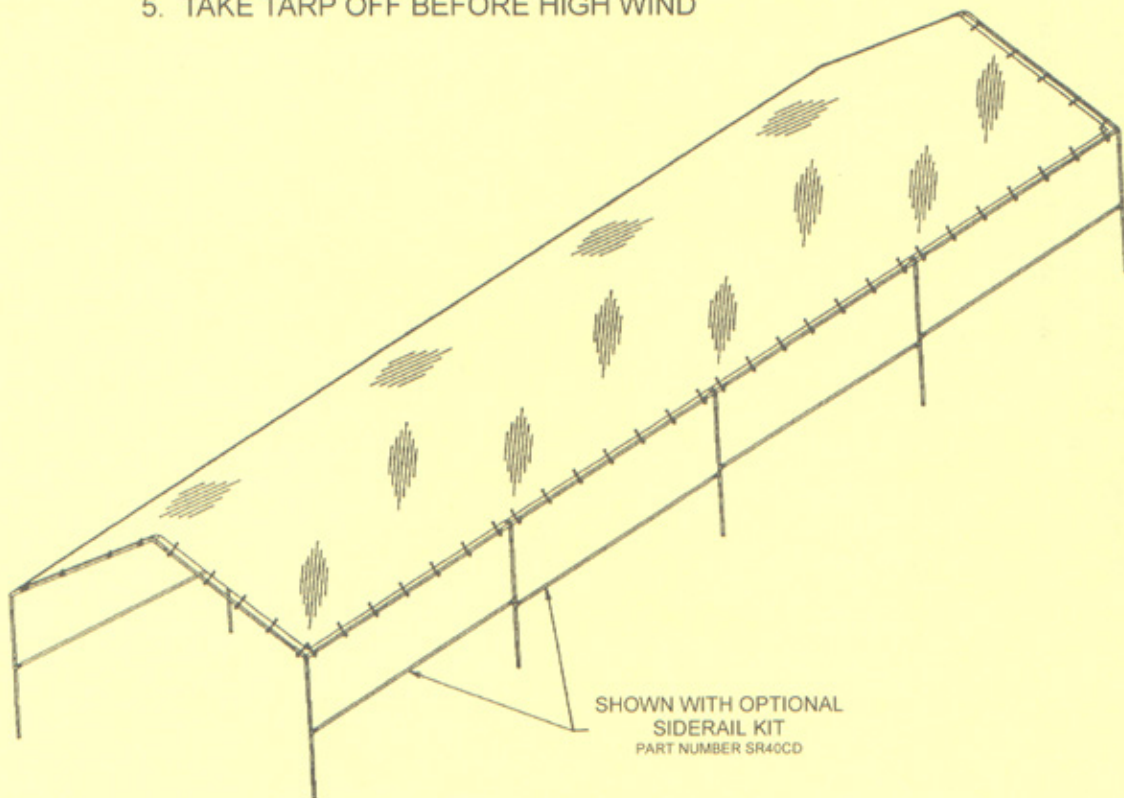 5. TAKE TARP OFF BEFORE HIGH WIND
SHOWN WITH OPTIONAL
SIDERAIL KIT
PART NUMBER SR40CD